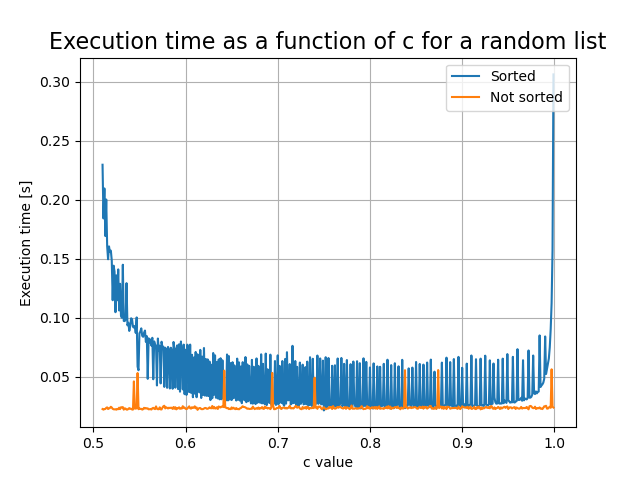 Execution time as a function of c for a random list
Sorted
Not sorted
0.30
0.25
0.20
0.15
0.10
0.05
Execution time [s]
0.5 0.6 0.7 0.8 0.9 1.0
c value